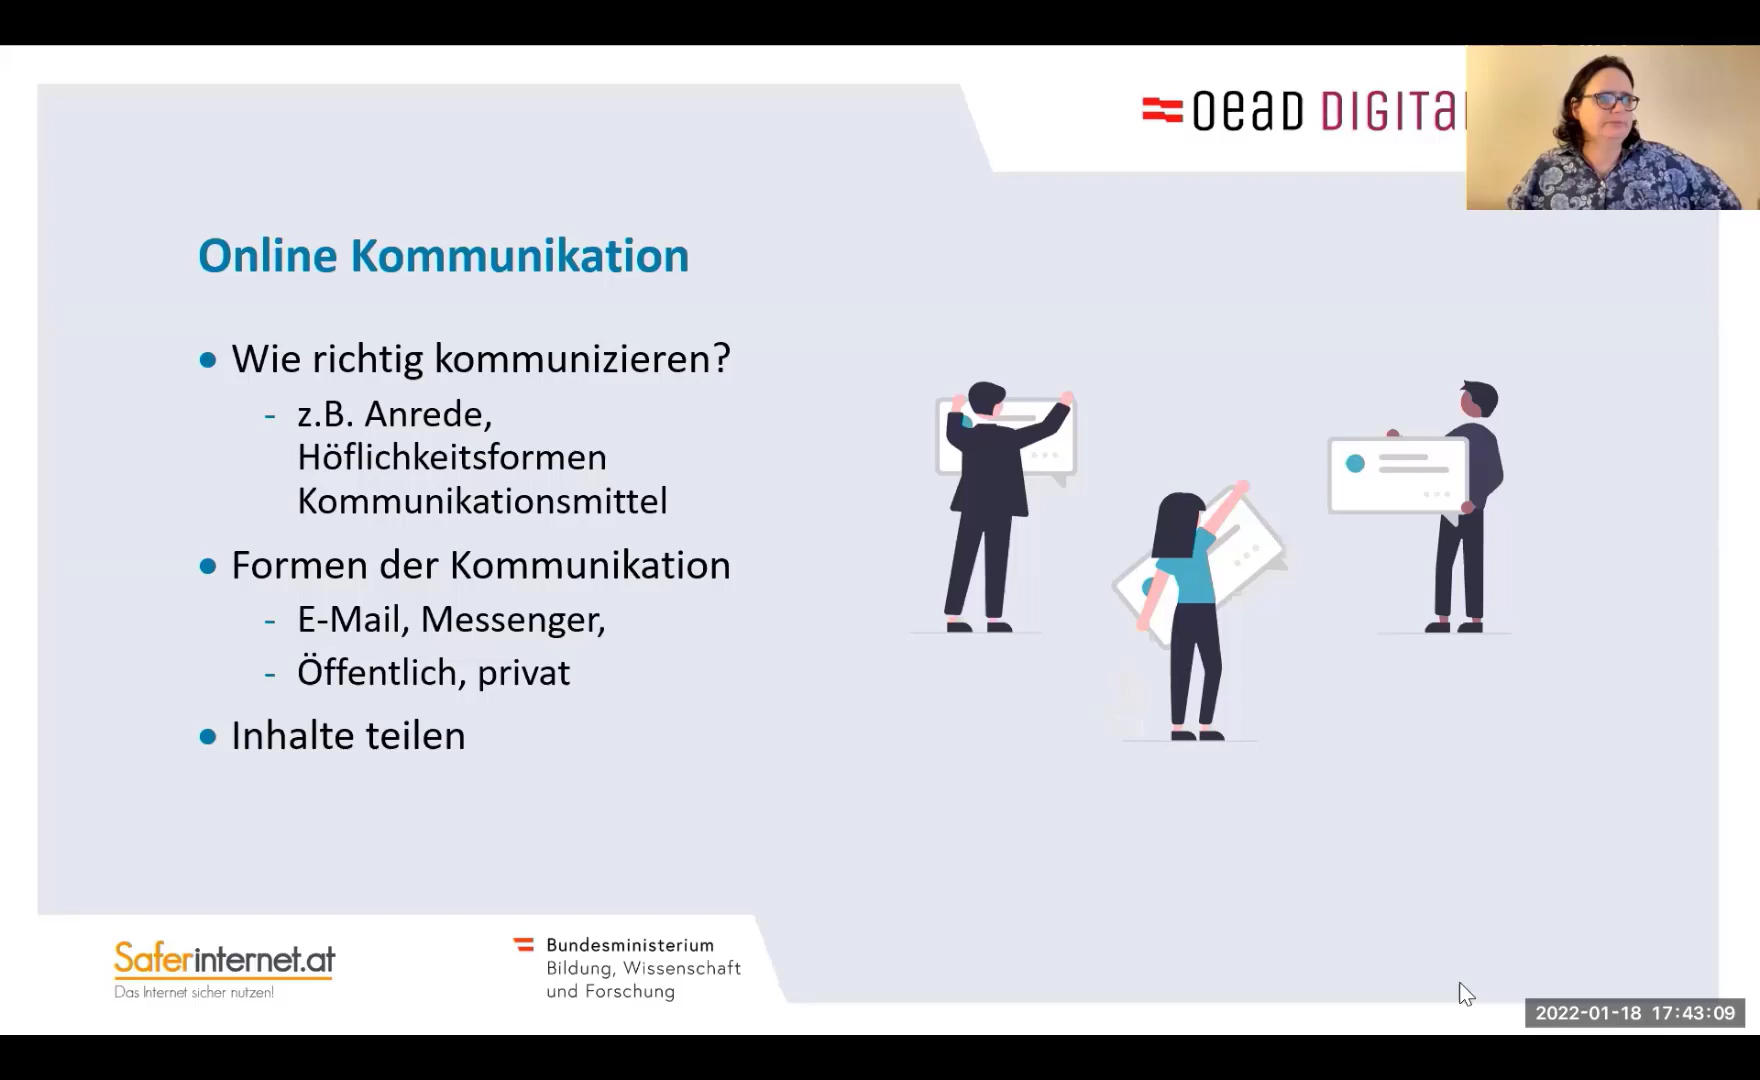 OEAD DIGITA
Online Kommunikation
• Wie richtig kommunizieren?
- z.B. Anrede,
Höflichkeitsformen
Kommunikationsmittel
• Formen der Kommunikation
- E-Mail, Messenger,
- Öffentlich, privat
• Inhalte teilen
Saferinternet.at
Das Internet sicher nutzen!
Bundesministerium
Bildung, Wissenschaft
und Forschung
2022-01-18 17:43:09